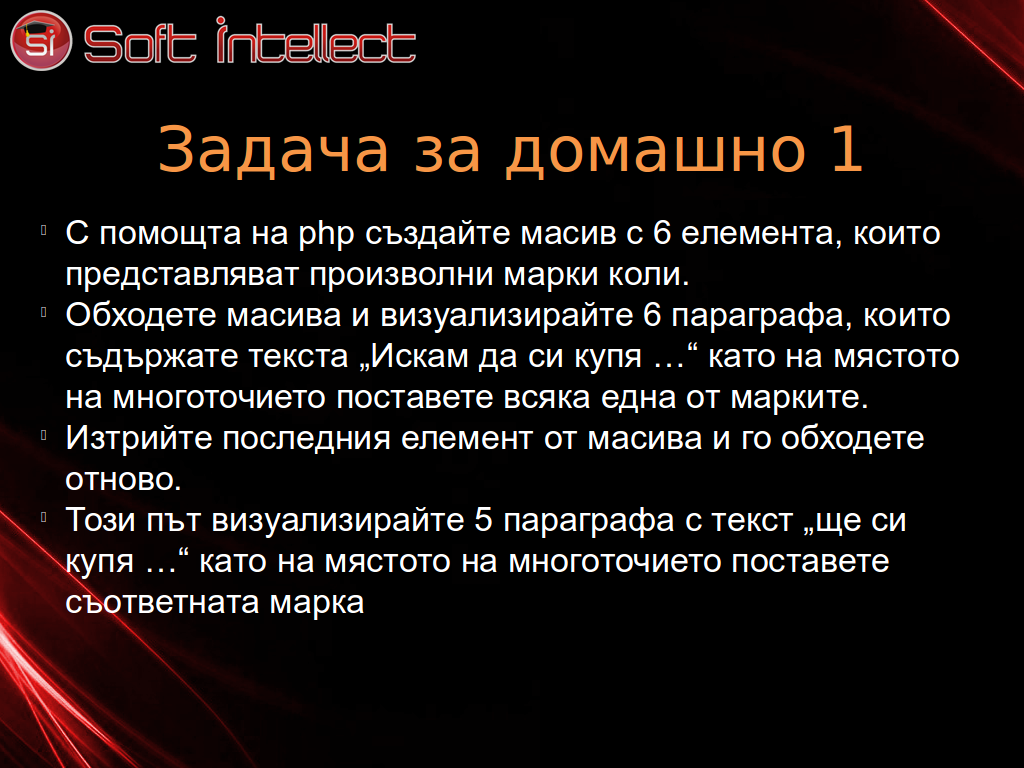 Si Soft intellect
Задача за домашно 1
С помощта на php създайте масив с 6 елемента, които
представляват произволни марки коли.
Обходете масива и визуализирайте 6 параграфа, които
съдържате текста „Искам да си купя …“ като на мястото
на многоточието поставете всяка една от марките.
Изтрийте последния елемент от масива и го обходете
отново.
Този път визуализирайте 5 параграфа с текст „ще си
купя …“ като на мястото на многоточието поставете
съответната марка